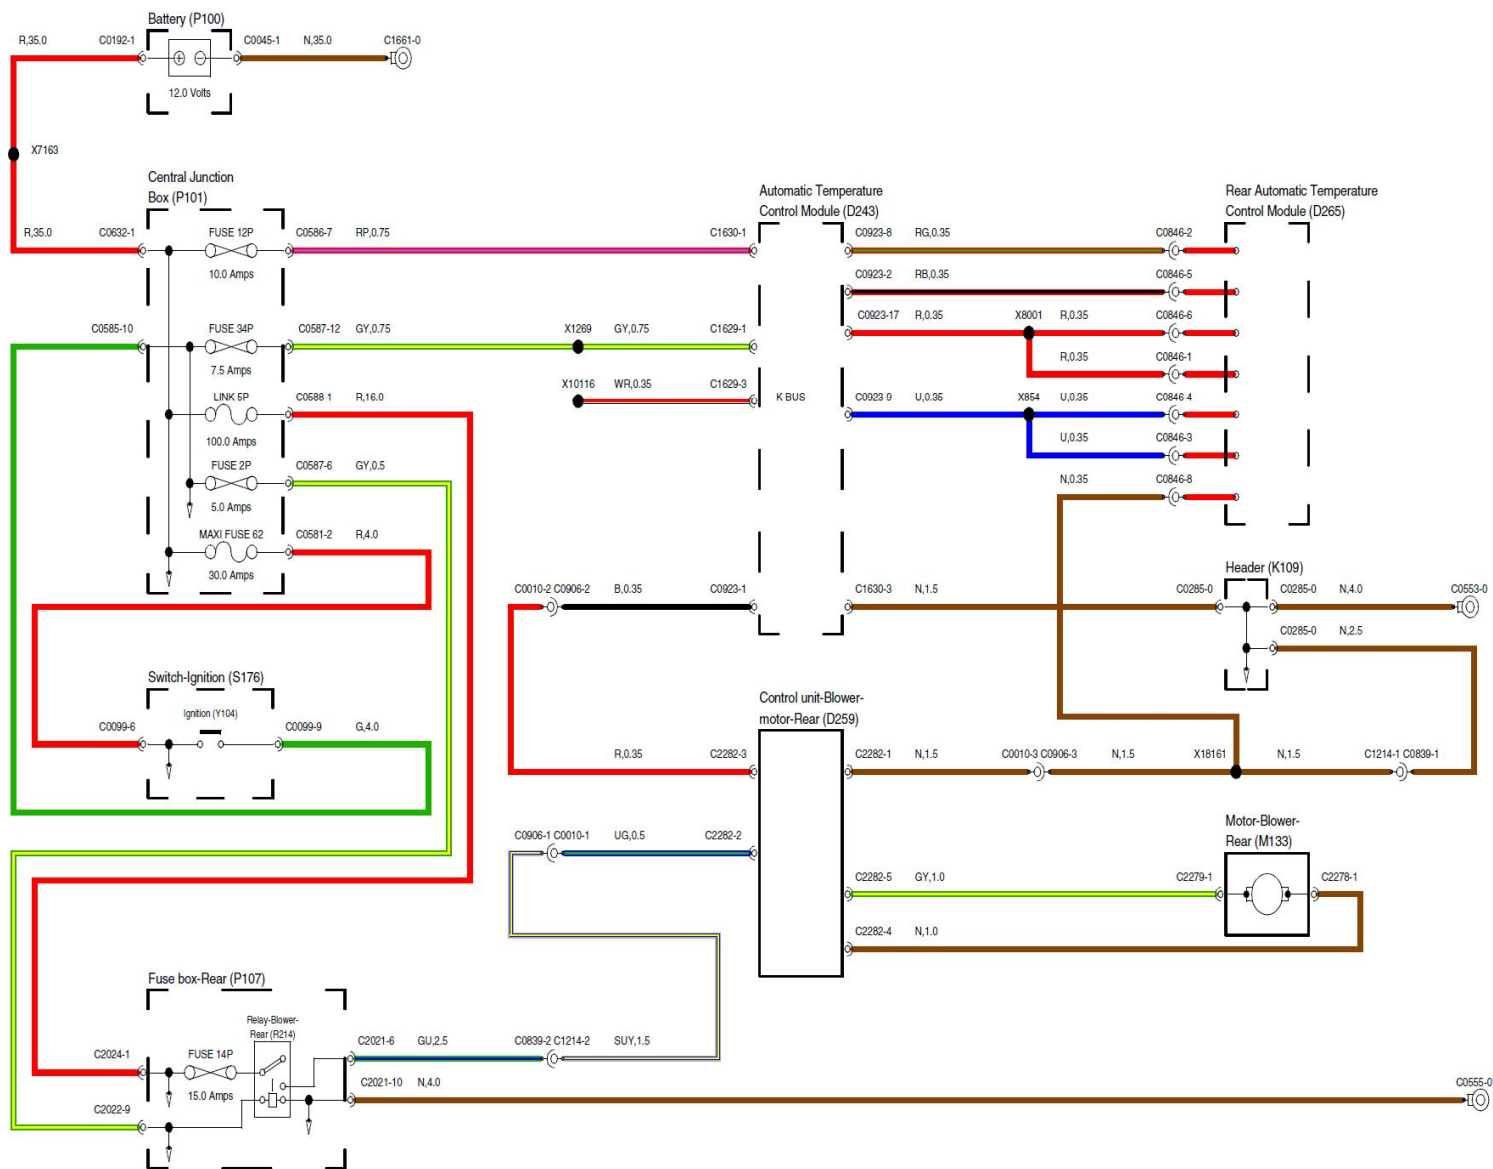 Battery (P100)
R,35.0 C0192-1 C0045-1 N,35.0 C1661-0
12.0 Volts
X7163
Central Junction
Box (P101)
Automatic Temperature
Control Module (D243)
Rear Automatic Temperature
Control Module (D265)
R,35.0 C0632-1 FUSE 12P C0586-7 RP,0.75 C1630-1 C0923-8 RG,0.35 C0846-2
10.0 Amps
C0923-2 RB,0.35 C0846-5
C0923-17 R,0.35 X8001 R,0.35 C0846-6
C0585-10 FUSE 34P C0587-12 GY,0.75 X1269 GY,0.75 C1629-1
R,0.35 C0846-1
7.5 Amps
X10116 WR,0.35 C1629-3
K BUS
LINK 5P C0588-1 R,16.0
C0923-9 U,0.35 X854 U,0.35 C0846-4
100.0 Amps
U,0.35 C0846-3
FUSE 2P C0587-6 GY,0.5
N,0.35 C0846-8
5.0 Amps
MAXI FUSE 62 C0581-2 R,4.0
30.0 Amps
Header (K109)
C0010-2 C0906-2 B,0.35 C0923-1 C1630-3 N,1.5 C0285-0 C0285-0 N,4.0 C0553-0
C0285-0 N,2.5
Switch-Ignition (S176)
Ignition (Y104)
C0099-6 C0099-9 G,4.0
Control unit-Blower-
motor-Rear (D259)
R,0.35 C2282-3 C2282-1 N,1.5 C0010-3 C0906-3 N,1.5 X18161 N,1.5 C1214-1 C0839-1
Motor-Blower-
Rear (M133)
C0906-1 C0010-1 UG,0.5 C2282-2
C2282-5 GY,1.0 C2279-1 C2278-1
C2282-4 N,1.0
Fuse box-Rear (P107)
Relay-Blower-
Rear (R214)
C2024-1 FUSE 14P C2021-6 GU,2.5 C0839-2 C1214-2 SUY,1.5
15.0 Amps
C2021-10 N,4.0 C0555-0
C2022-9